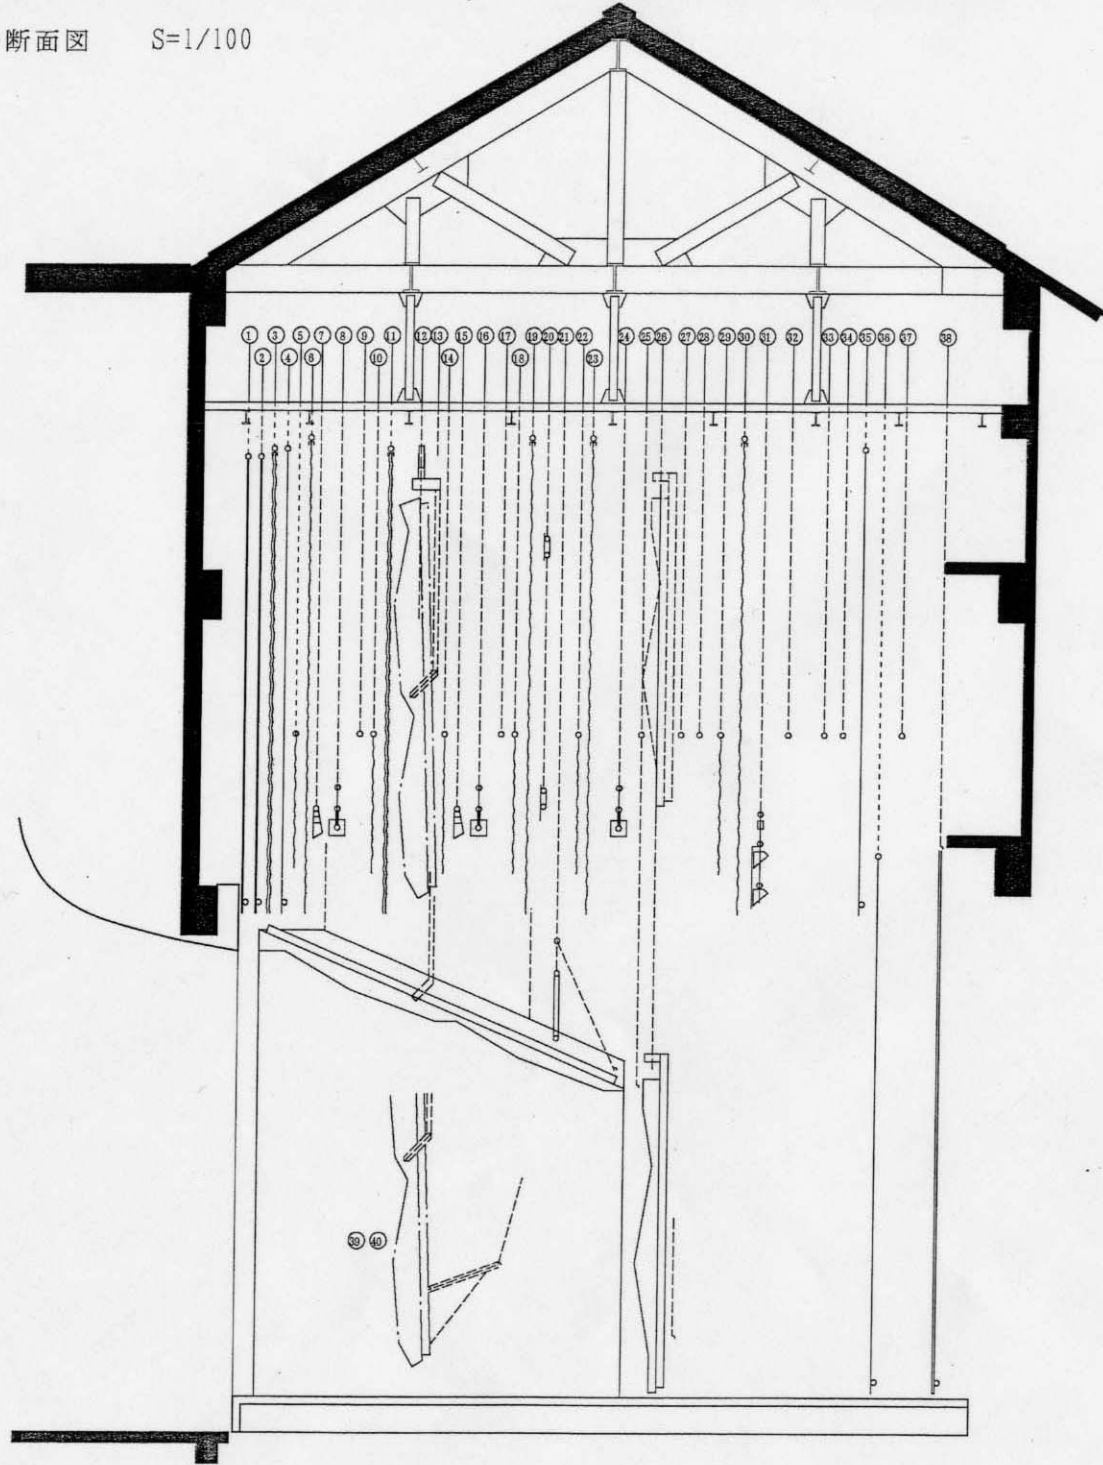 断面図 S=1/100
① ③ ⑤ ⑦ ⑧ ⑨ ⑪ ⑫ ⑬ ⑮ ⑯ ⑰ ⑲ ⑳ ㉑ ㉒ ㉔ ㉕ ㉖ ㉗ ㉘ ㉙ ㉚ ㉛ ㉜ ㉝ ㉞ ㉟ ㊱ ㊲ ㊳
② ④ ⑥ ⑩ ⑭ ⑱ ㉓
㊴ ㊵